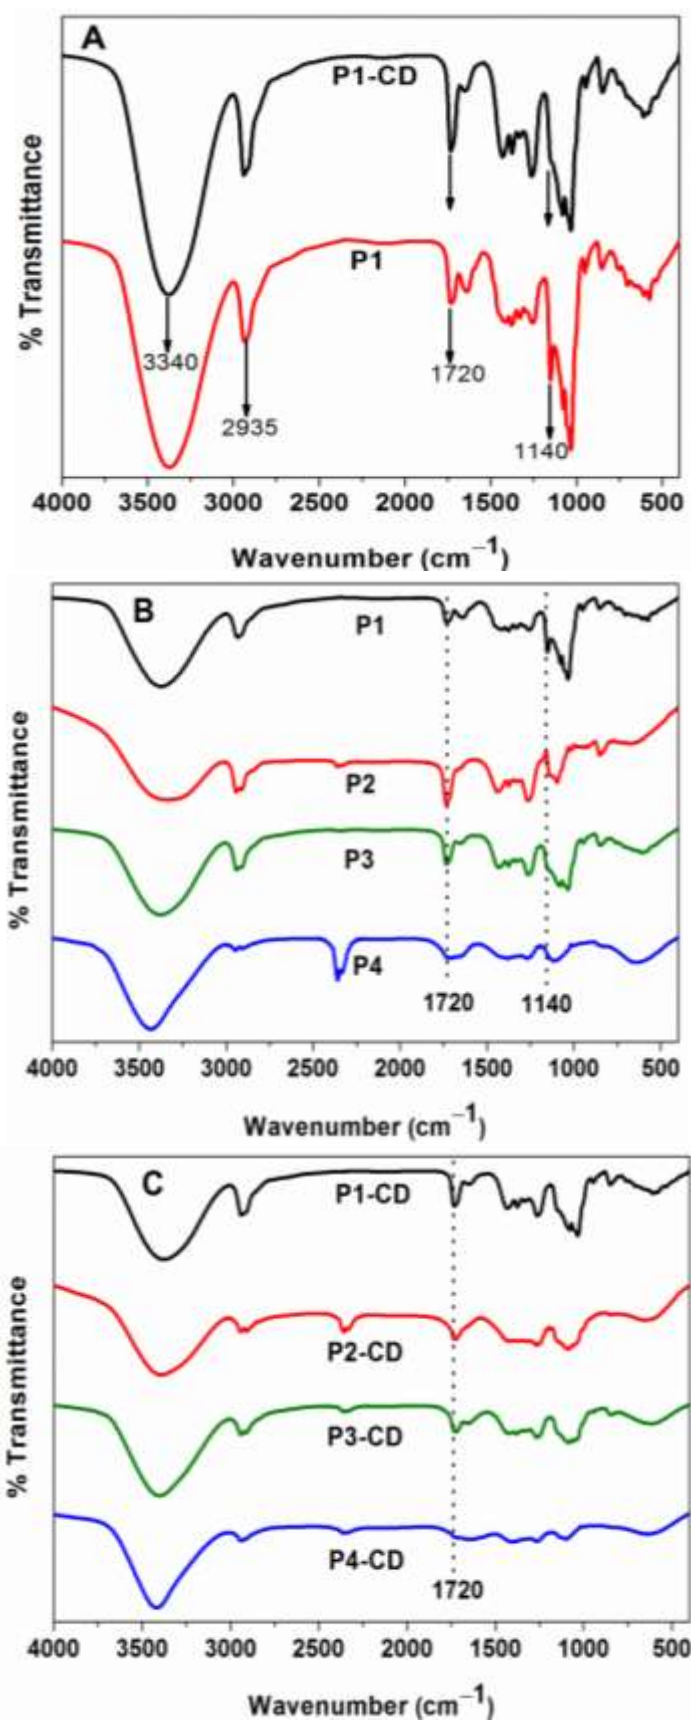 A
P1-CD
P1
3340
2935
1720
1140
% Transmittance
4000 3500 3000 2500 2000 1500 1000 500
Wavenumber (cm⁻¹)
B
P1
P2
P3
P4
1720 1140
% Transmittance
4000 3500 3000 2500 2000 1500 1000 500
Wavenumber (cm⁻¹)
C
P1-CD
P2-CD
P3-CD
P4-CD
1720
% Transmittance
4000 3500 3000 2500 2000 1500 1000 500
Wavenumber (cm⁻¹)